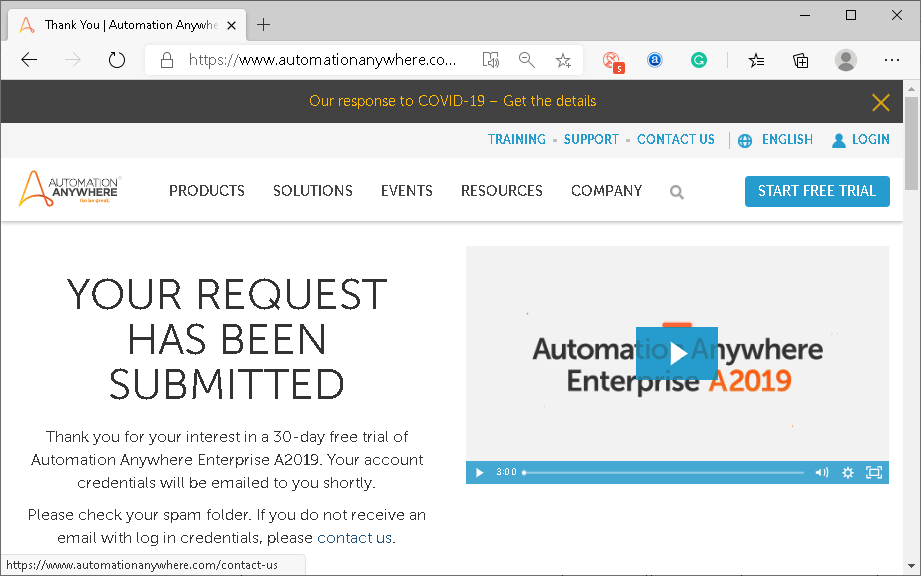 Thank You | Automation Anywhe
https://www.automationanywhere.co...
5
a
G
Our response to COVID-19 – Get the details
TRAINING
SUPPORT
CONTACT US
ENGLISH
LOGIN
AUTOMATION
ANYWHERE
Go be great.
PRODUCTS
SOLUTIONS
EVENTS
RESOURCES
COMPANY
START FREE TRIAL
YOUR REQUEST
HAS BEEN
SUBMITTED
Automation Anywhere
Enterprise A2019
3:00
Thank you for your interest in a 30-day free trial of
Automation Anywhere Enterprise A2019. Your account
credentials will be emailed to you shortly.
Please check your spam folder. If you do not receive an
email with log in credentials, please contact us.
https://www.automationanywhere.com/contact-us